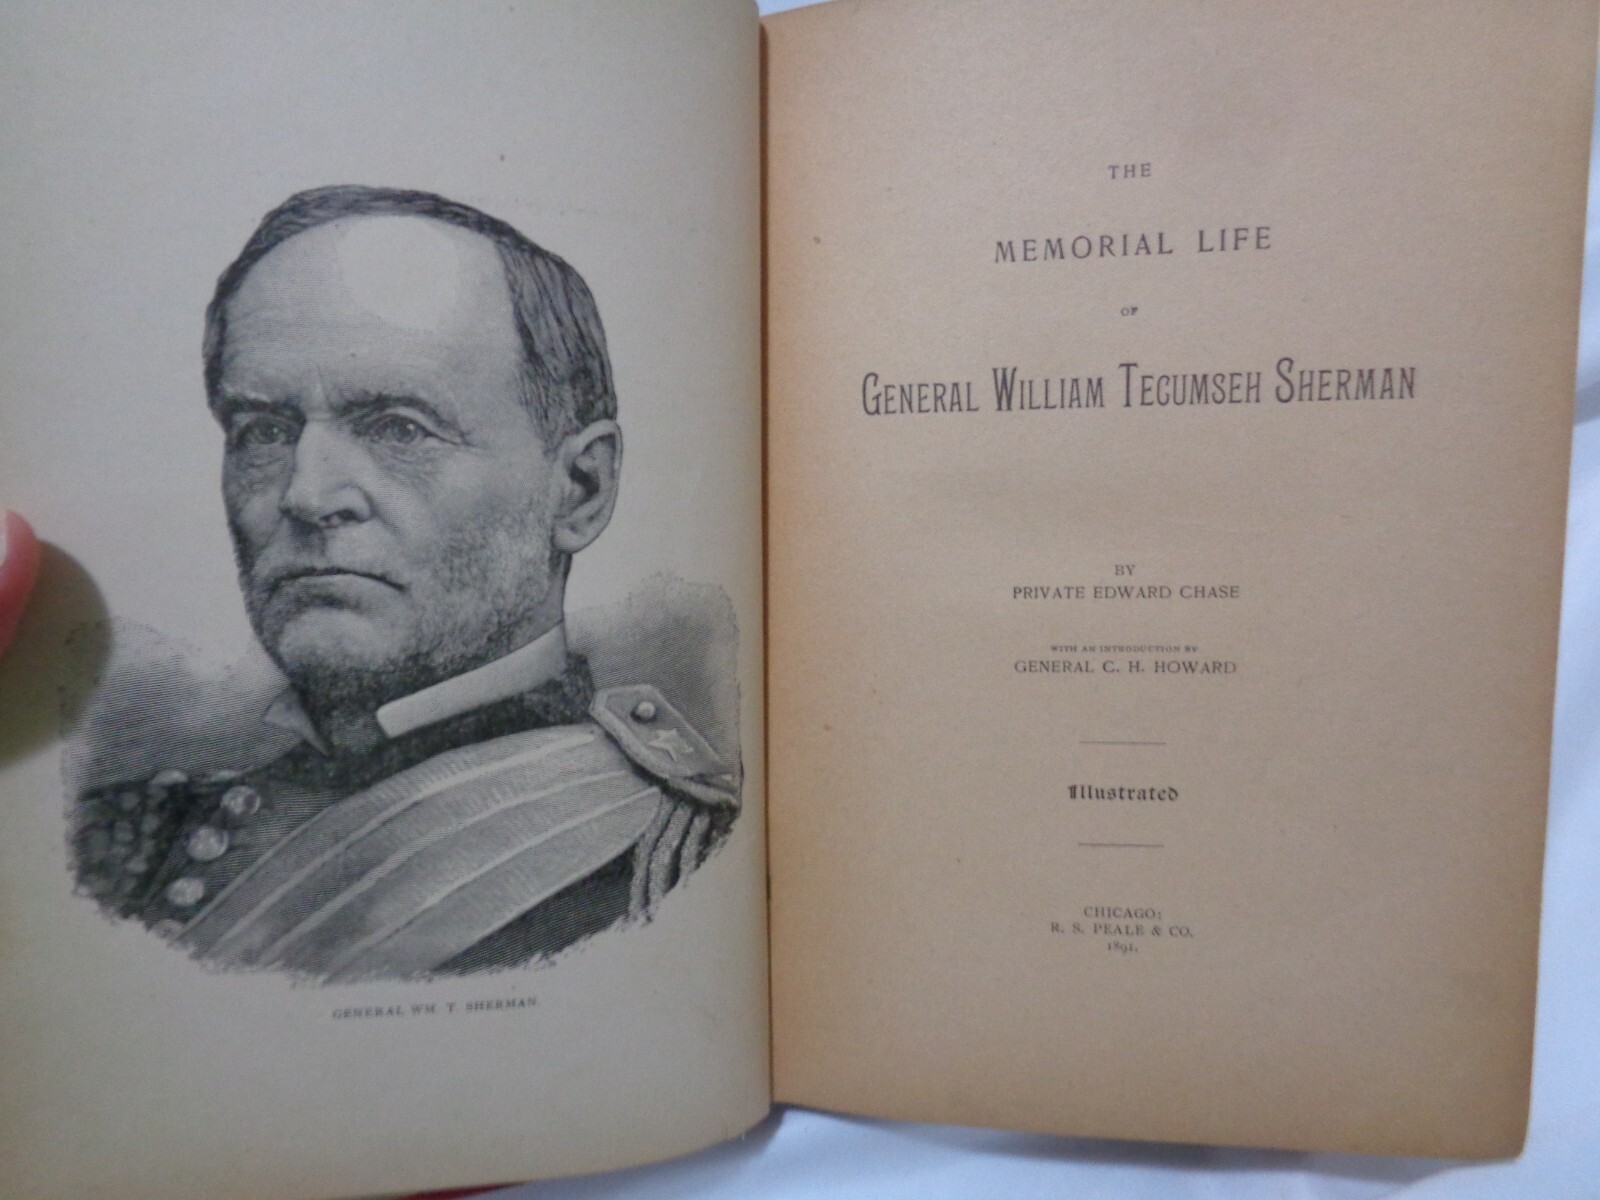 GENERAL WM. T. SHERMAN.
THE
MEMORIAL LIFE
OF
GENERAL WILLIAM TECUMSEH SHERMAN
BY
PRIVATE EDWARD CHASE
WITH AN INTRODUCTION BY
GENERAL C. H. HOWARD
Illustrated
CHICAGO:
R. S. PEALE & CO.
1891.